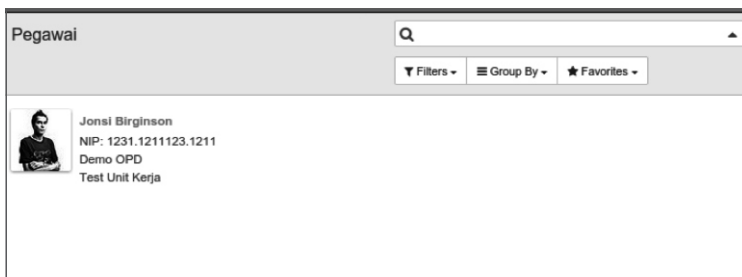 Pegawai
Filters
Group By
Favorites
Jonsi Birginson
NIP: 1231.1211123.1211
Demo OPD
Test Unit Kerja